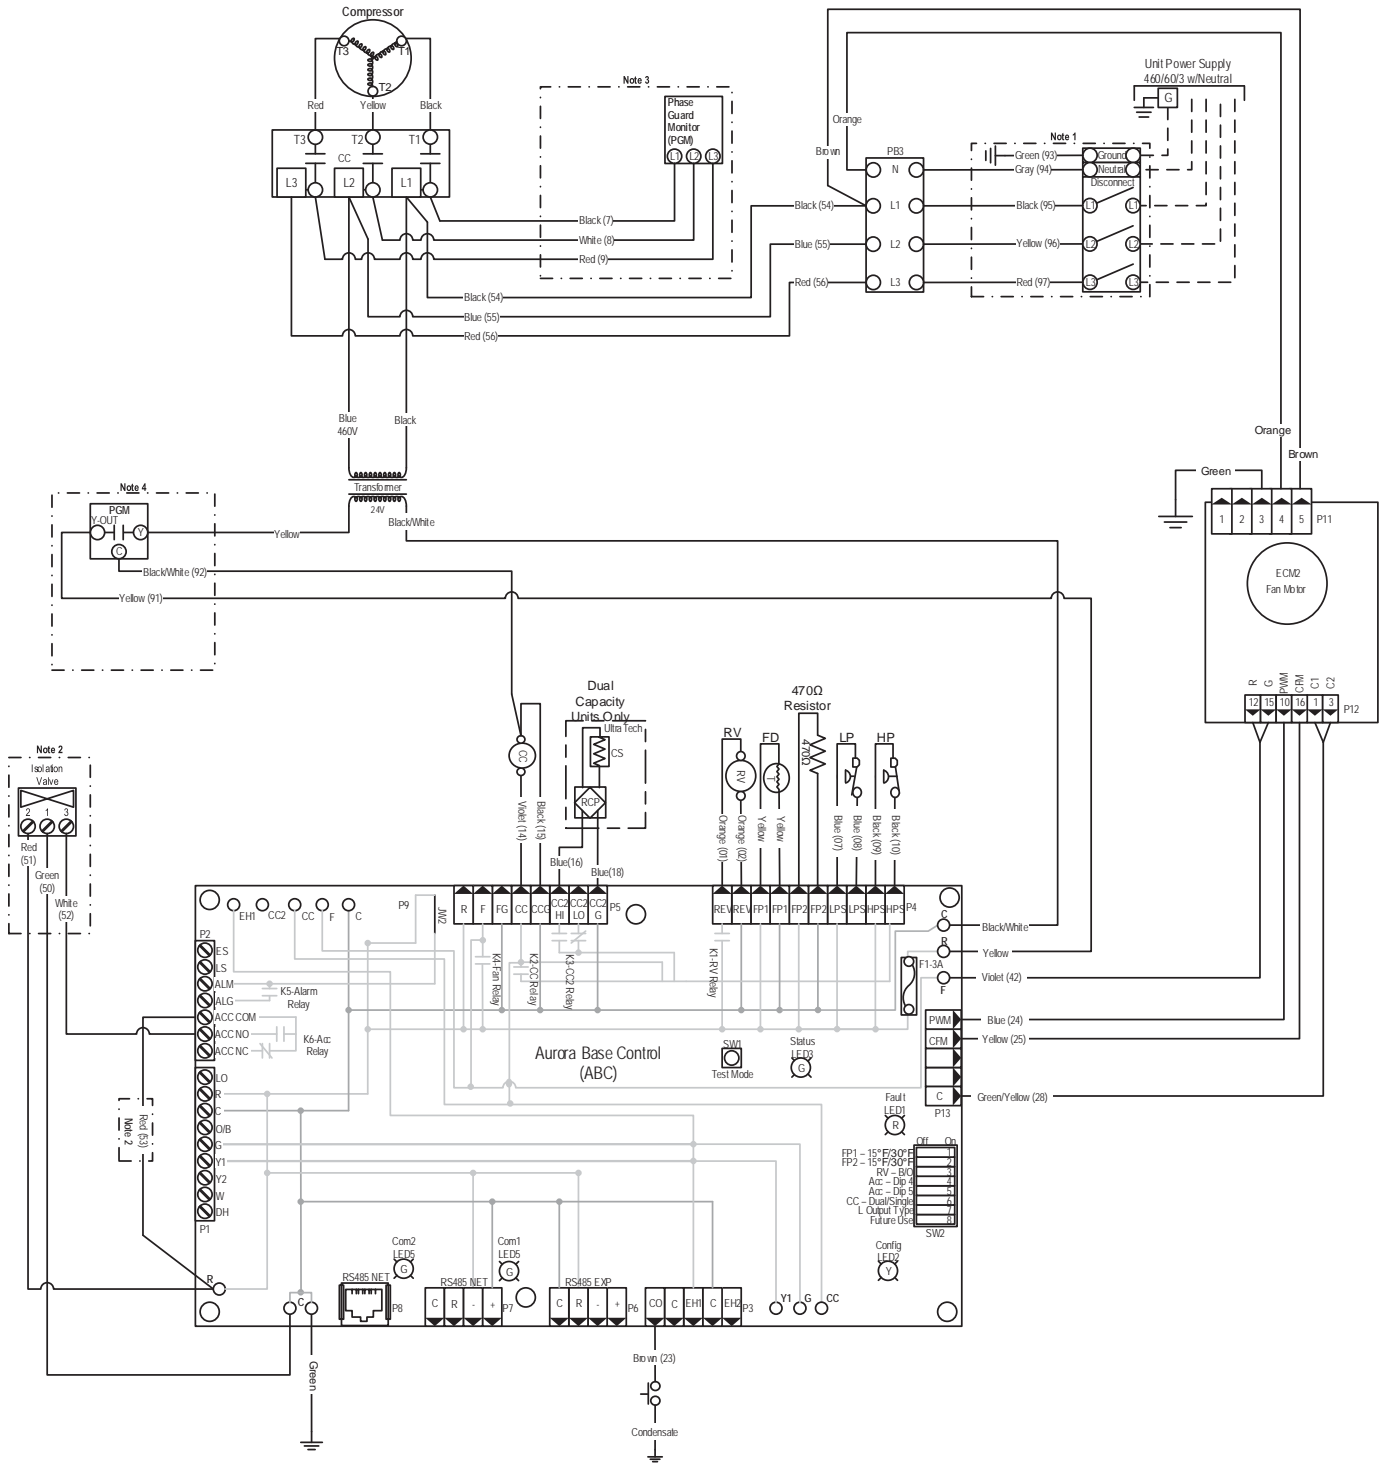 Compressor
T3
T1
T2
Red
Yellow
Black
T3
T2
T1
CC
L3
L2
L1
Note 3
Phase
Guard
Monitor
(PGM)
L1
L2
L3
Black (7)
White (8)
Red (9)
Black (54)
Blue (55)
Red (56)
Orange
Brown
PB3
N
L1
L2
L3
Black (54)
Blue (55)
Red (56)
Unit Power Supply
460/60/3 w/Neutral
G
Note 1
Green (93)
Ground
Gray (94)
Neutral
Disconnect
Black (95)
L1
L1
Yellow (96)
L2
L2
Red (97)
L3
L3
Blue
460V
Black
Transformer
24V
Black/White
Orange
Brown
Green
1
2
3
4
5
P11
ECM2
Fan Motor
R
G
PWM
CFM
C1
C2
12
15
10
16
1
3
P12
Note 4
PGM
Y-OUT
Y
C
Yellow
Black/White (92)
Yellow (91)
Note 2
Isolation
Valve
2
1
3
Red
(51)
Green
(50)
White
(52)
CC
Violet (14)
Black (15)
Dual
Capacity
Units Only
UltraTech
CS
RCP
Blue(16)
Blue(18)
RV
RV
Orange (01)
Orange (02)
FD
T
Yellow
Yellow
470Ω
Resistor
470Ω
LP
Blue (07)
Blue (08)
HP
Black (09)
Black (10)
EH1
CC2
CC
F
C
P9
JW2
R
F
FG
CC
CCG
CC2
HI
CC2
LO
CC2
G
P5
REV
REV
FP1
FP1
FP2
FP2
LPS
LPS
HPS
HPS
P4
C
Black/White
R
Yellow
F1-3A
Violet (42)
F
P2
ES
LS
ALM
ALG
ACC COM
ACC NO
ACC NC
K5-Alarm
Relay
K6-Acc
Relay
K4-Fan Relay
K2-CC Relay
K3-CC2 Relay
K1-RV Relay
PWM
Blue (24)
CFM
Yellow (25)
C
Green/Yellow (28)
P13
Aurora Base Control
(ABC)
SW1
Test Mode
Status
LED3
G
Fault
LED1
R
LO
R
C
O/B
G
Y1
Y2
W
DH
P1
Red (53)
Note 2
Off
On
FP1 – 15°F/30°F
1
FP2 – 15°F/30°F
2
RV – B/O
3
Acc – Dip 4
4
Acc – Dip 5
5
CC – Dual/Single
6
L Output Type
7
Future Use
8
SW2
Config
LED2
Y
R
C
RS485 NET
P8
Com2
LED5
G
RS485 NET
C
R
-
+
P7
Com1
LED5
G
RS485 EXP
C
R
-
+
P6
CO
C
EH1
C
EH2
P3
Y1
G
CC
Green
Brown (23)
Condensate